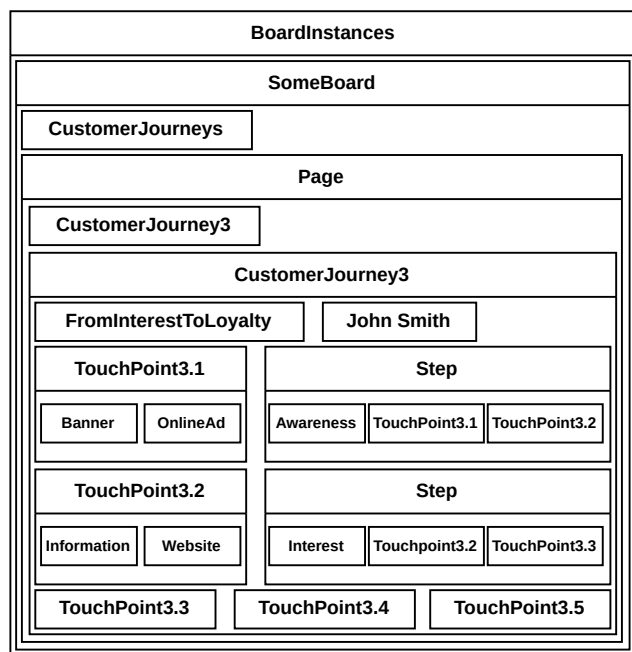 BoardInstances
SomeBoard
CustomerJourneys
Page
CustomerJourney3
CustomerJourney3
FromInterestToLoyalty John Smith
TouchPoint3.1 Step
Banner OnlineAd Awareness TouchPoint3.1 TouchPoint3.2
TouchPoint3.2 Step
Information Website Interest Touchpoint3.2 TouchPoint3.3
TouchPoint3.3 TouchPoint3.4 TouchPoint3.5